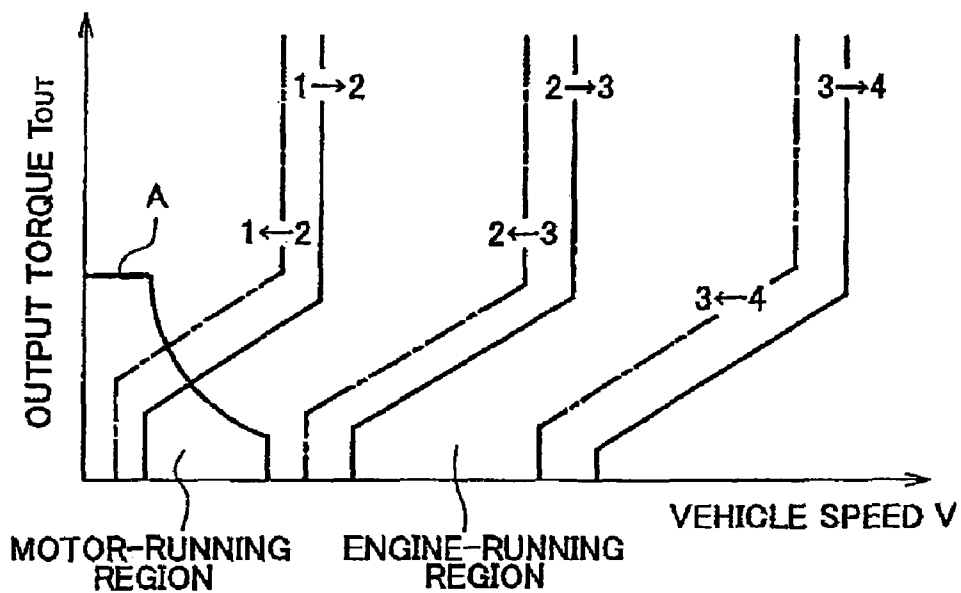 OUTPUT TORQUE TOUT
A
1→2
2→3
3→4
1←2
2←3
3←4
VEHICLE SPEED V
MOTOR-RUNNING
REGION
ENGINE-RUNNING
REGION